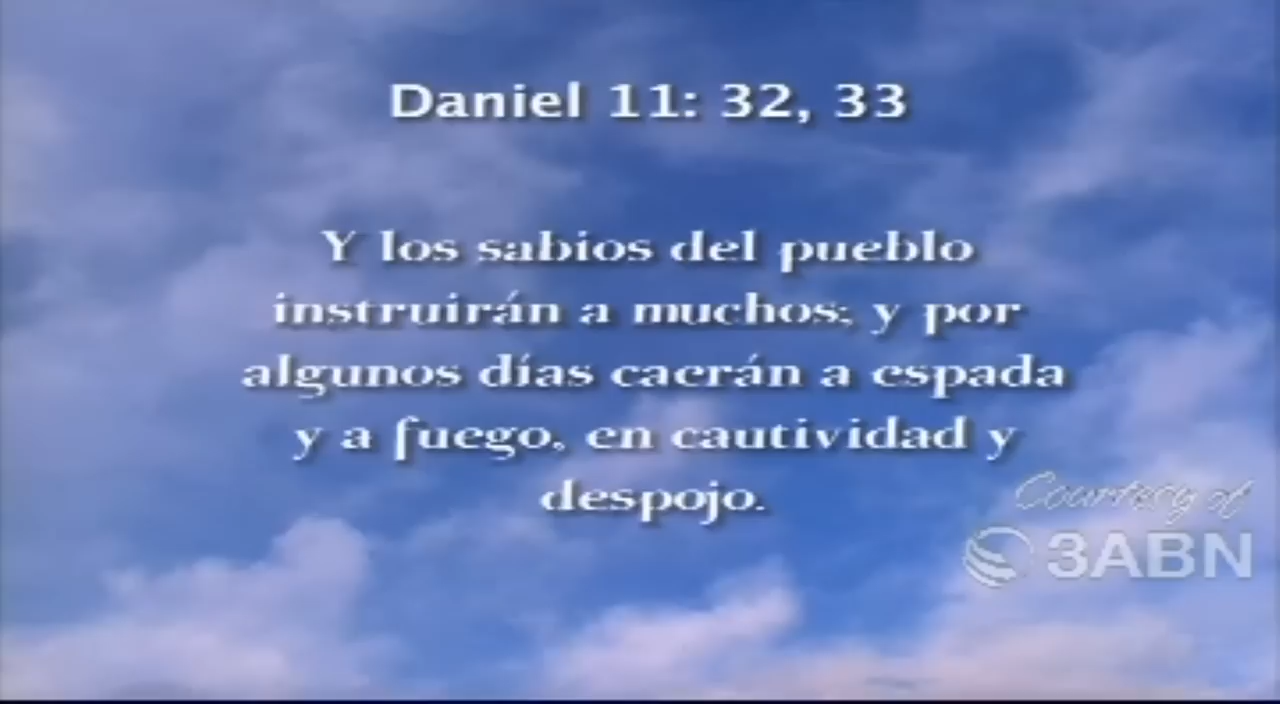 Daniel 11: 32, 33
Y los sabios del pueblo
instruirán a muchos; y por
algunos días caerán a espada
y a fuego, en cautividad y
despojo.
Courtesy of
3ABN